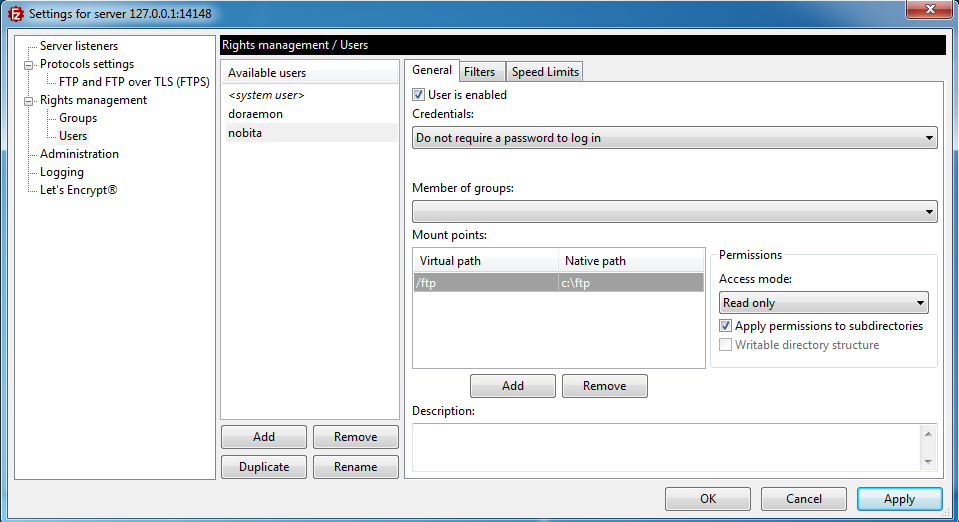 Settings for server 127.0.0.1:14148
Server listeners
Protocols settings
FTP and FTP over TLS (FTPS)
Rights management
Groups
Users
Administration
Logging
Let's Encrypt®
Rights management / Users
Available users
<system user>
doraemon
nobita
Add
Remove
Duplicate
Rename
General
Filters
Speed Limits
User is enabled
Credentials:
Do not require a password to log in
Member of groups:
Mount points:
Virtual path
Native path
/ftp
c:\ftp
Add
Remove
Permissions
Access mode:
Read only
Apply permissions to subdirectories
Writable directory structure
Description:
OK
Cancel
Apply